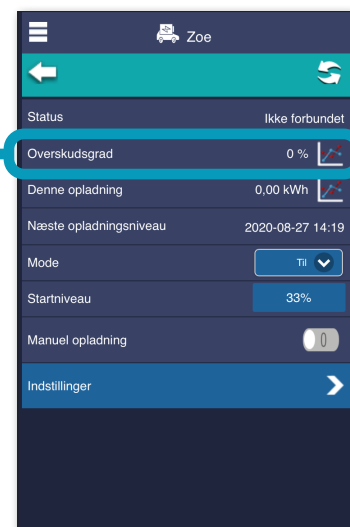 Zoe
Status Ikke forbundet
Overskudsgrad 0 %
Denne opladning 0,00 kWh
Næste opladningsniveau 2020-08-27 14:19
Mode Til
Startniveau 33%
Manuel opladning 0
Indstillinger